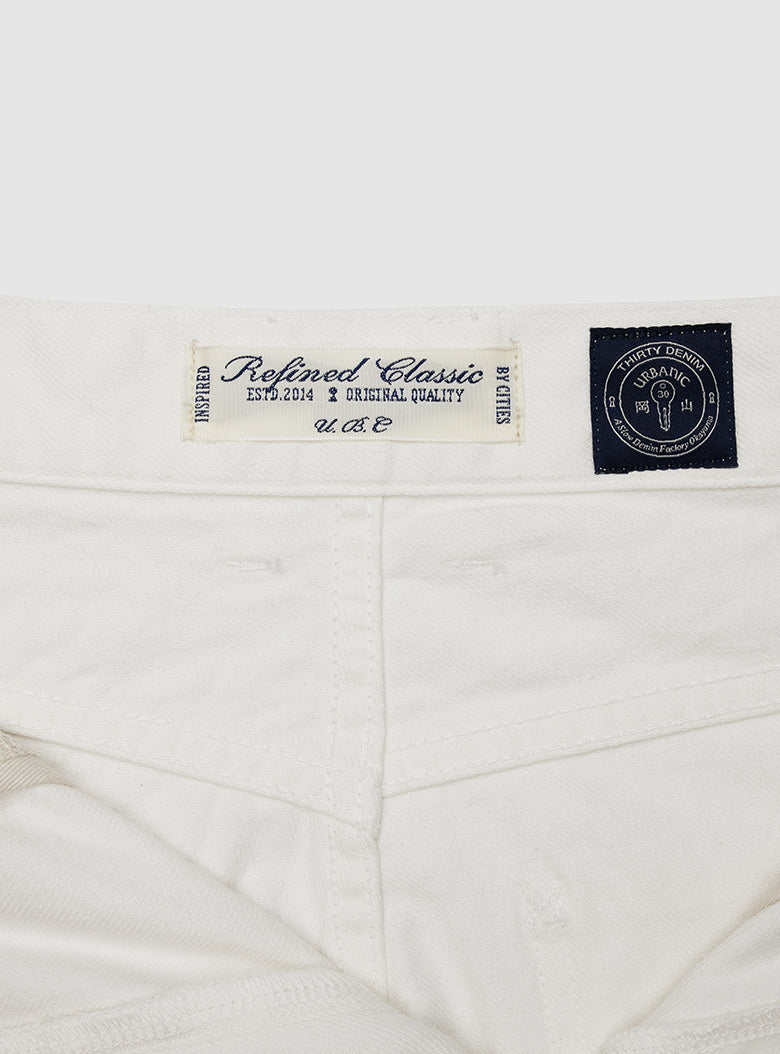 INSPIRED
Refined Classic
ESTD.2014 ORIGINAL QUALITY
U.B.C
BY CITIES
THIRTY DENIM
URBANIC
30
岡 山
A Slow Denim Factory Okayama